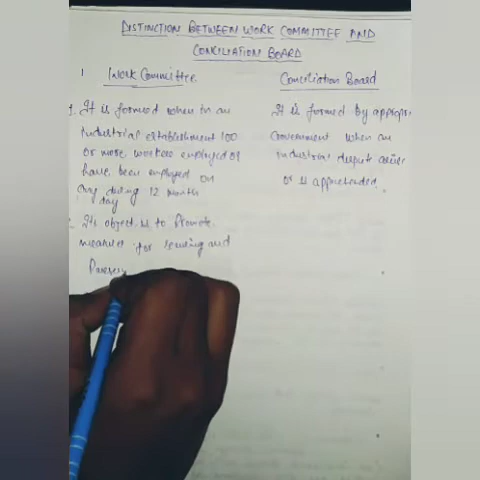 DISTINCTION BETWEEN WORK COMMITTEE AND
CONCILIATION BOARD
1 Work Committee
1. It is formed when in an
Industrial establishment 100
or more workers employed or
have been employed on
any during 12 month
day
It's object is to Promote
measures for securing and
Conciliation Board
It is formed by appropr
Government when an
industrial disput arise
or is apprehended